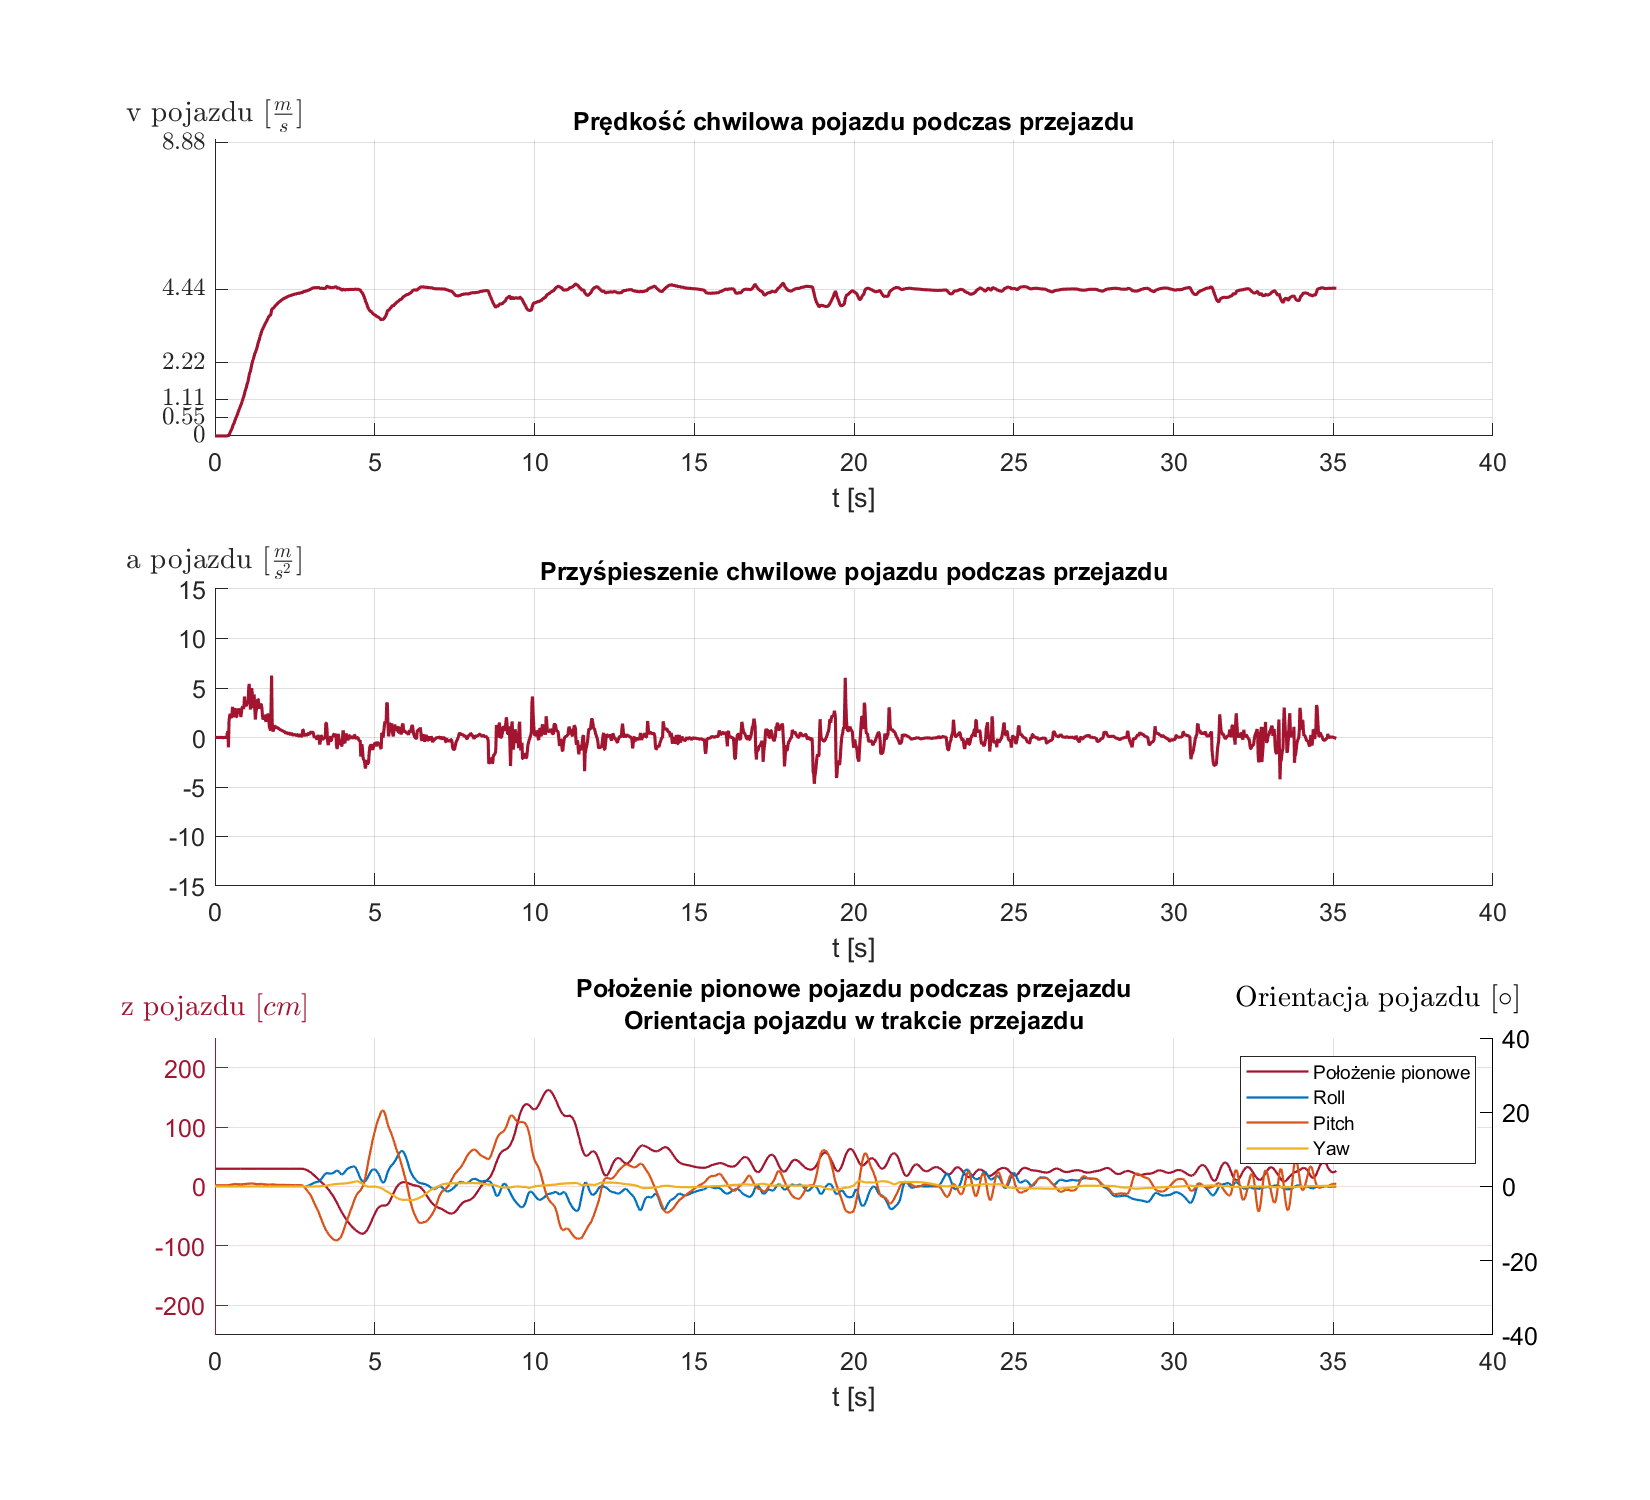 v pojazdu [m/s]
Prędkość chwilowa pojazdu podczas przejazdu
8.88
4.44
2.22
1.11
0.55
0
0 5 10 15 20 25 30 35 40
t [s]
a pojazdu [m/s²]
Przyśpieszenie chwilowe pojazdu podczas przejazdu
15
10
5
0
-5
-10
-15
0 5 10 15 20 25 30 35 40
t [s]
z pojazdu [cm]
Położenie pionowe pojazdu podczas przejazdu
Orientacja pojazdu w trakcie przejazdu
Orientacja pojazdu [∘]
200
100
0
-100
-200
40
20
0
-20
-40
Położenie pionowe
Roll
Pitch
Yaw
0 5 10 15 20 25 30 35 40
t [s]